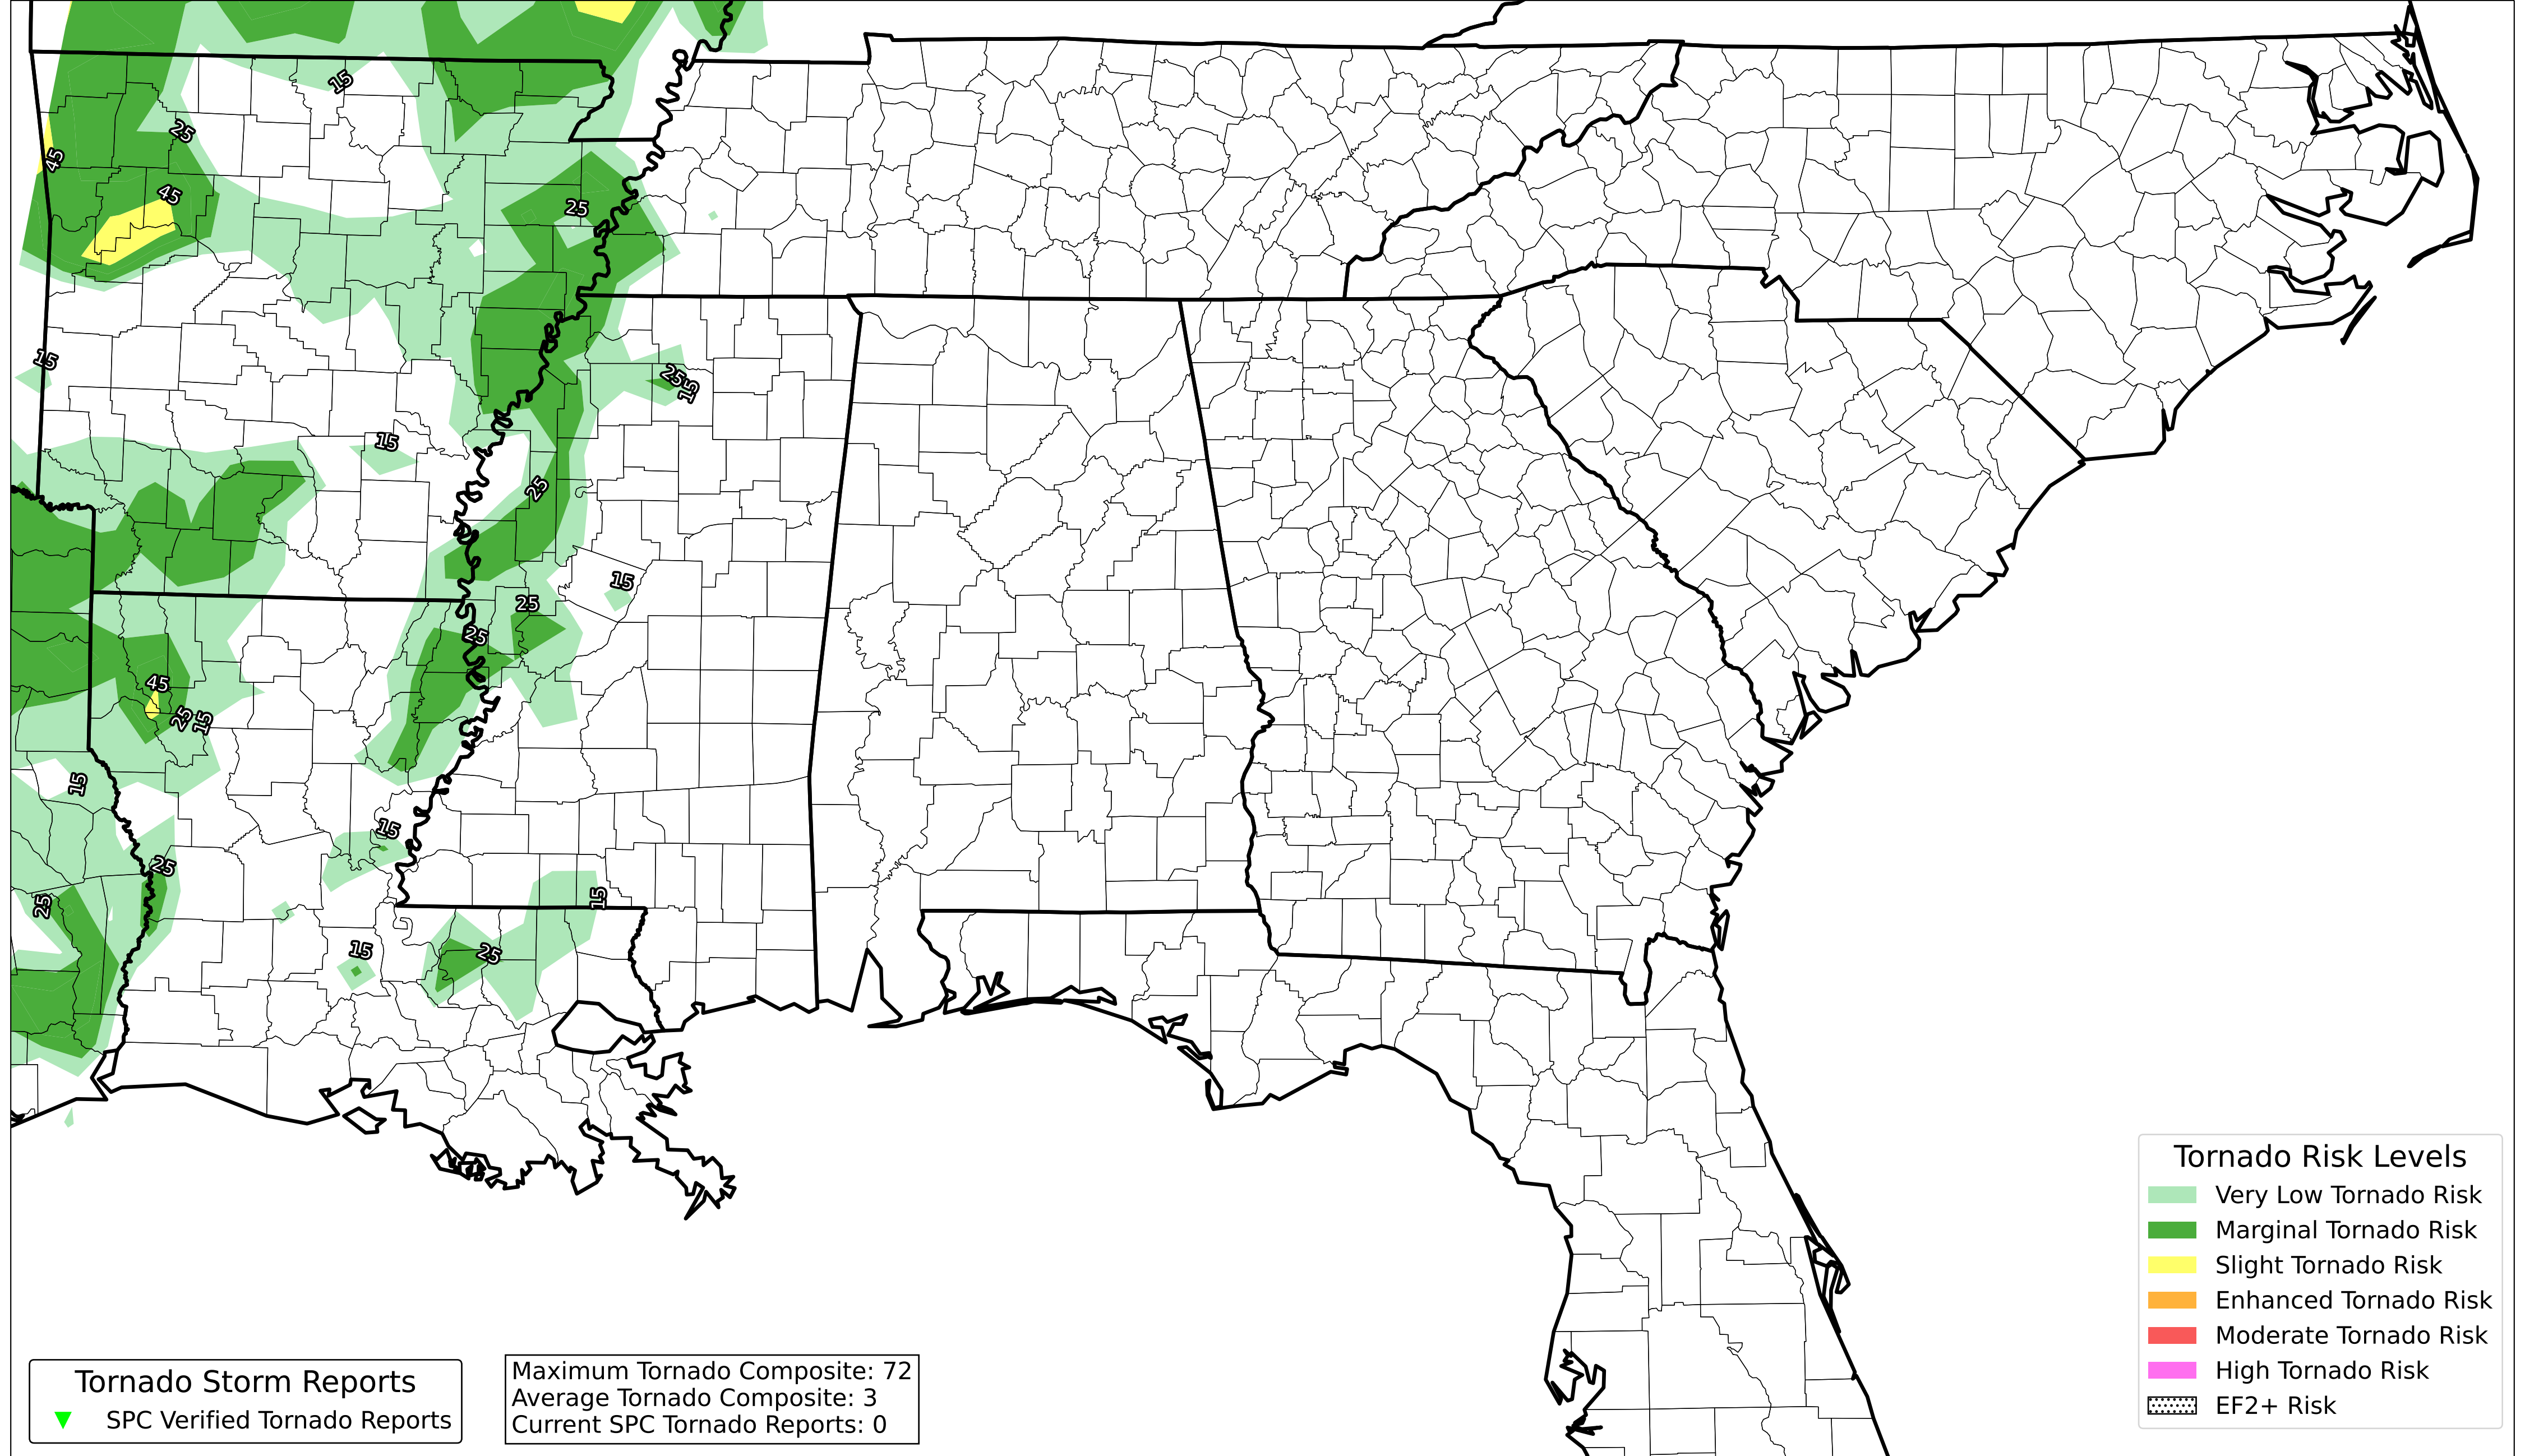 15
25
45
45
25
15
25
15
15
25
15
25
25
45
25
15
15
15
25
25
15
15
25
Tornado Risk Levels
Very Low Tornado Risk
Marginal Tornado Risk
Slight Tornado Risk
Enhanced Tornado Risk
Moderate Tornado Risk
High Tornado Risk
EF2+ Risk
Tornado Storm Reports
SPC Verified Tornado Reports
Maximum Tornado Composite: 72
Average Tornado Composite: 3
Current SPC Tornado Reports: 0